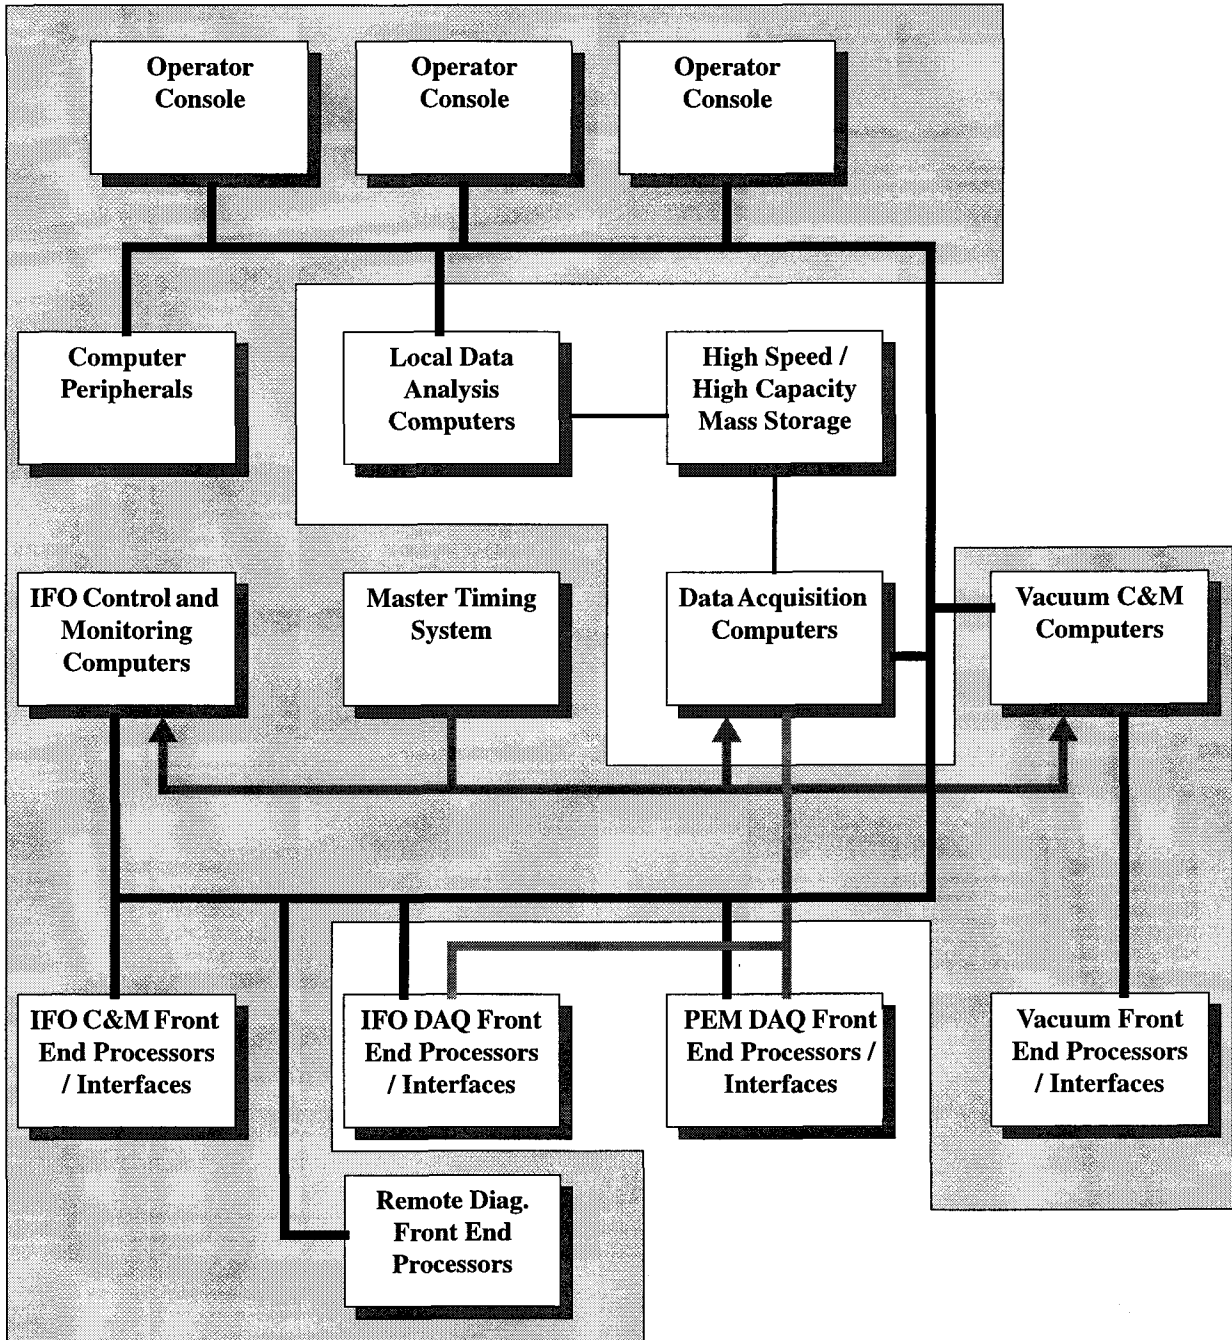 Operator
Console
Operator
Console
Operator
Console
Computer
Peripherals
Local Data
Analysis
Computers
High Speed /
High Capacity
Mass Storage
IFO Control and
Monitoring
Computers
Master Timing
System
Data Acquisition
Computers
Vacuum C&M
Computers
IFO C&M Front
End Processors
/ Interfaces
IFO DAQ Front
End Processors
/ Interfaces
PEM DAQ Front
End Processors /
Interfaces
Vacuum Front
End Processors
/ Interfaces
Remote Diag.
Front End
Processors